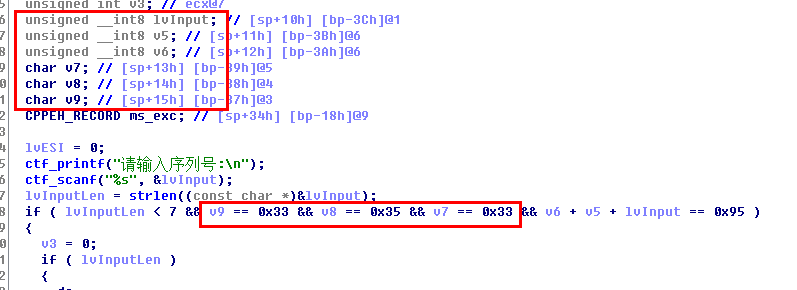 5 unsigned int v3; // ecx@7
6 unsigned __int8 lvInput; // [sp+10h] [bp-3Ch]@1
7 unsigned __int8 v5; // [sp+11h] [bp-3Bh]@6
8 unsigned __int8 v6; // [sp+12h] [bp-3Ah]@6
9 char v7; // [sp+13h] [bp-39h]@5
0 char v8; // [sp+14h] [bp-38h]@4
1 char v9; // [sp+15h] [bp-37h]@3
2 CPPEH_RECORD ms_exc; // [sp+34h] [bp-18h]@9
3
4 lvESI = 0;
5 ctf_printf("请输入序列号:\n");
6 ctf_scanf("%s", &lvInput);
7 lvInputLen = strlen((const char *)&lvInput);
8 if ( lvInputLen < 7 && v9 == 0x33 && v8 == 0x35 && v7 == 0x33 && v6 + v5 + lvInput == 0x95 )
9 {
0 v3 = 0;
1 if ( lvInputLen )
2 {